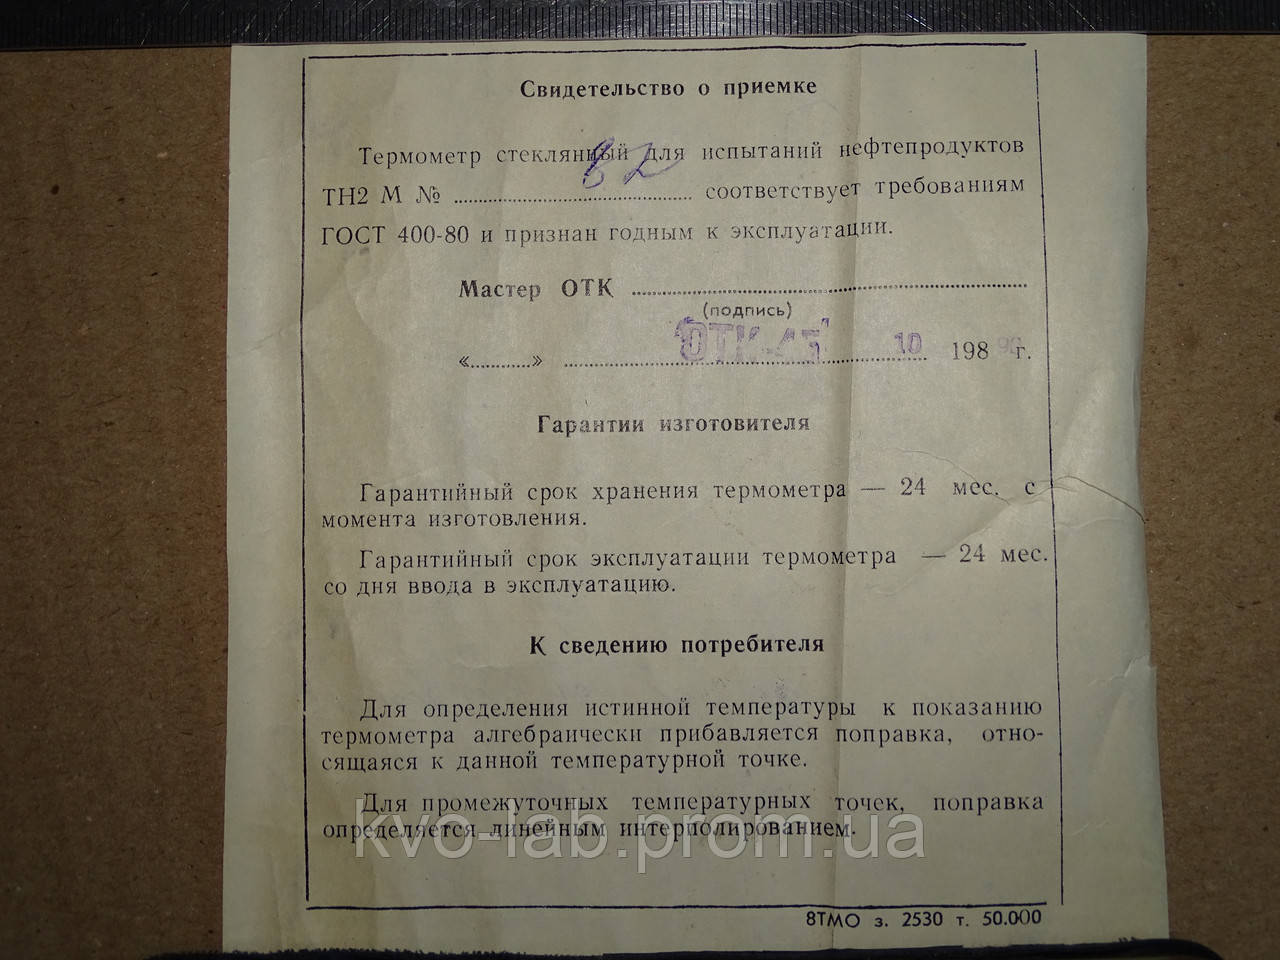 Свидетельство о приемке
Термометр стеклянный для испытаний нефтепродуктов
ТН2 М № 82 соответствует требованиям
ГОСТ 400-80 и признан годным к эксплуатации.
Мастер ОТК
(подпись)
ОТК-
«............» 10 198 г.
Гарантии изготовителя
Гарантийный срок хранения термометра — 24 мес. с
момента изготовления.
Гарантийный срок эксплуатации термометра — 24 мес.
со дня ввода в эксплуатацию.
К сведению потребителя
Для определения истинной температуры к показанию
термометра алгебраически прибавляется поправка, отно-
сящаяся к данной температурной точке.
Для промежуточных температурных точек, поправка
определяется линейным интерполированием.
kvo-lab.prom.ua
8ТМО з. 2530 т. 50.000